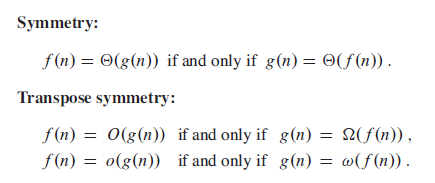 Symmetry:
f(n) = Θ(g(n)) if and only if g(n) = Θ(f(n)) .
Transpose symmetry:
f(n) = O(g(n)) if and only if g(n) = Ω(f(n)) ,
f(n) = o(g(n)) if and only if g(n) = ω(f(n)) .